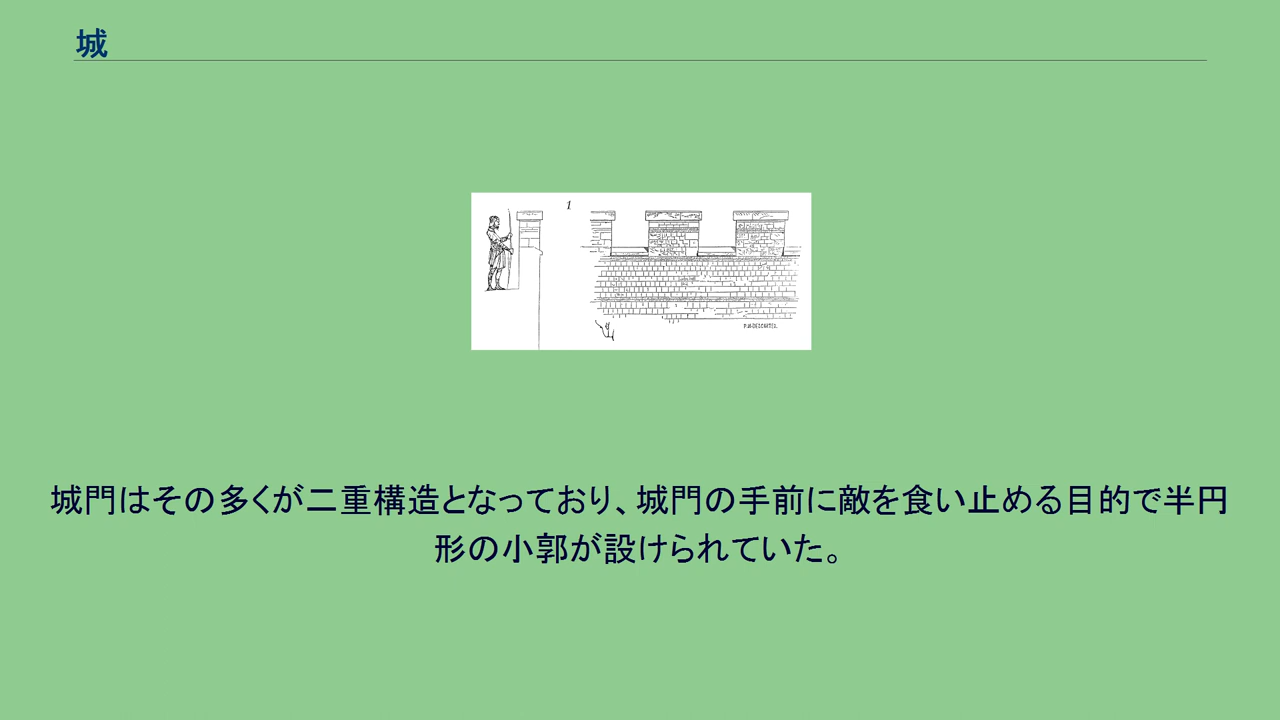 城
1
城門はその多くが二重構造となっており、城門の手前に敵を食い止める目的で半円
形の小郭が設けられていた。